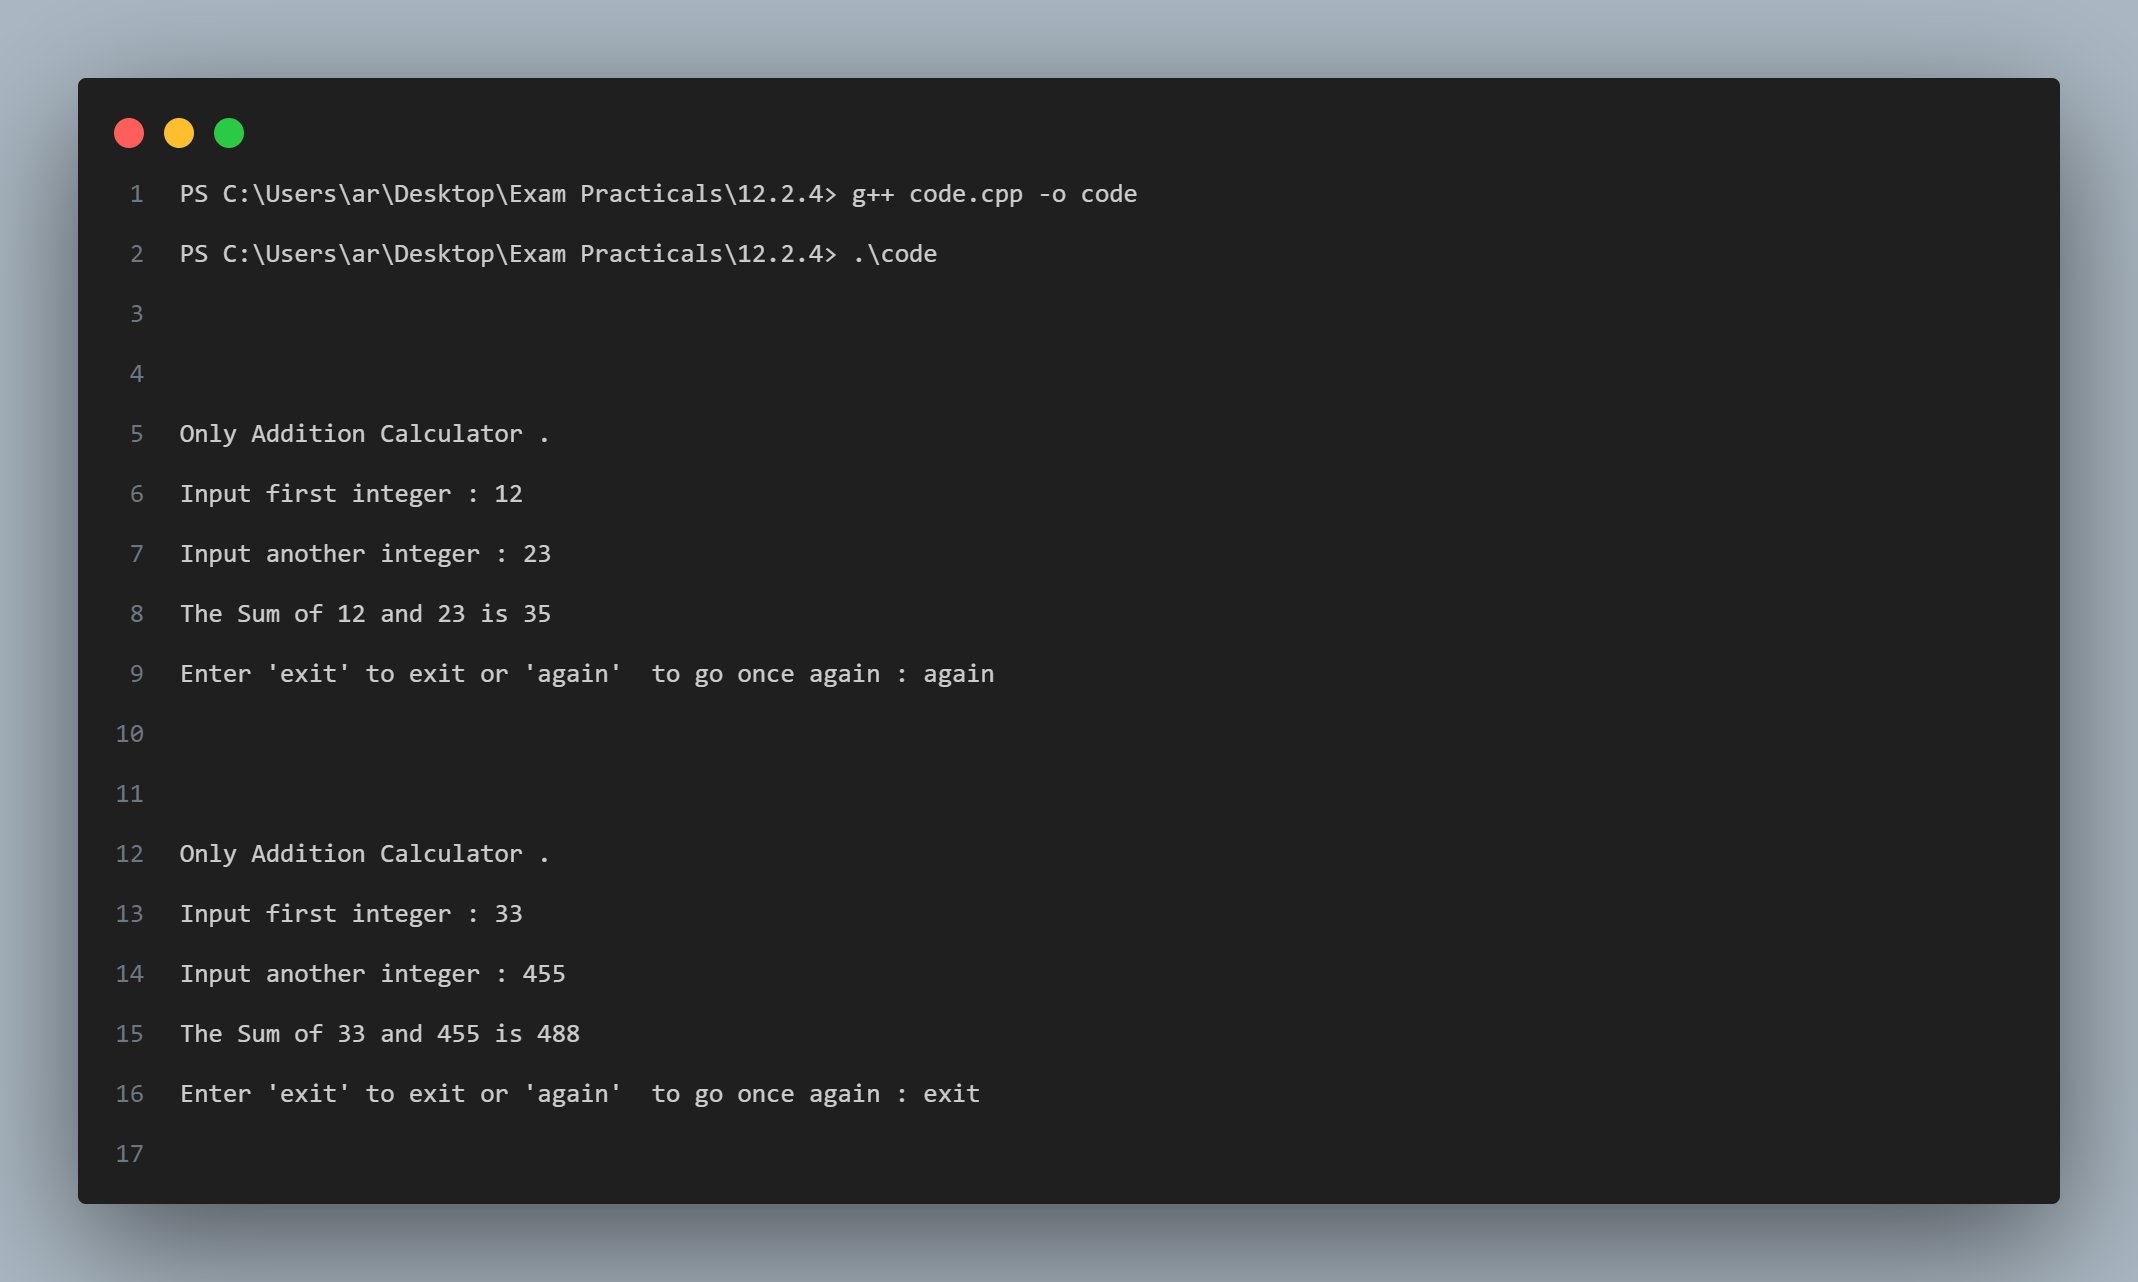 1 PS C:\Users\ar\Desktop\Exam Practicals\12.2.4> g++ code.cpp -o code
2 PS C:\Users\ar\Desktop\Exam Practicals\12.2.4> .\code
3
4
5 Only Addition Calculator .
6 Input first integer : 12
7 Input another integer : 23
8 The Sum of 12 and 23 is 35
9 Enter 'exit' to exit or 'again'  to go once again : again
10
11
12 Only Addition Calculator .
13 Input first integer : 33
14 Input another integer : 455
15 The Sum of 33 and 455 is 488
16 Enter 'exit' to exit or 'again'  to go once again : exit
17